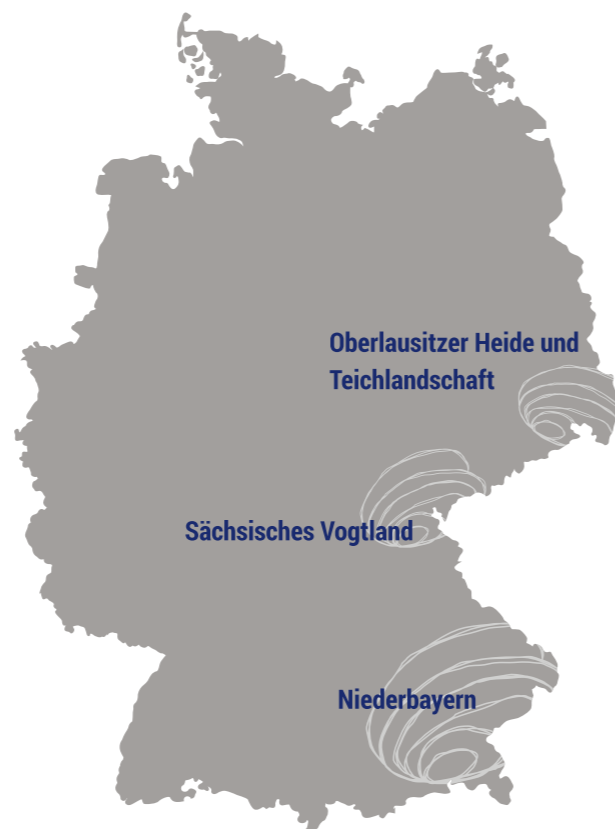 Oberlausitzer Heide und
Teichlandschaft
Sächsisches Vogtland
Niederbayern